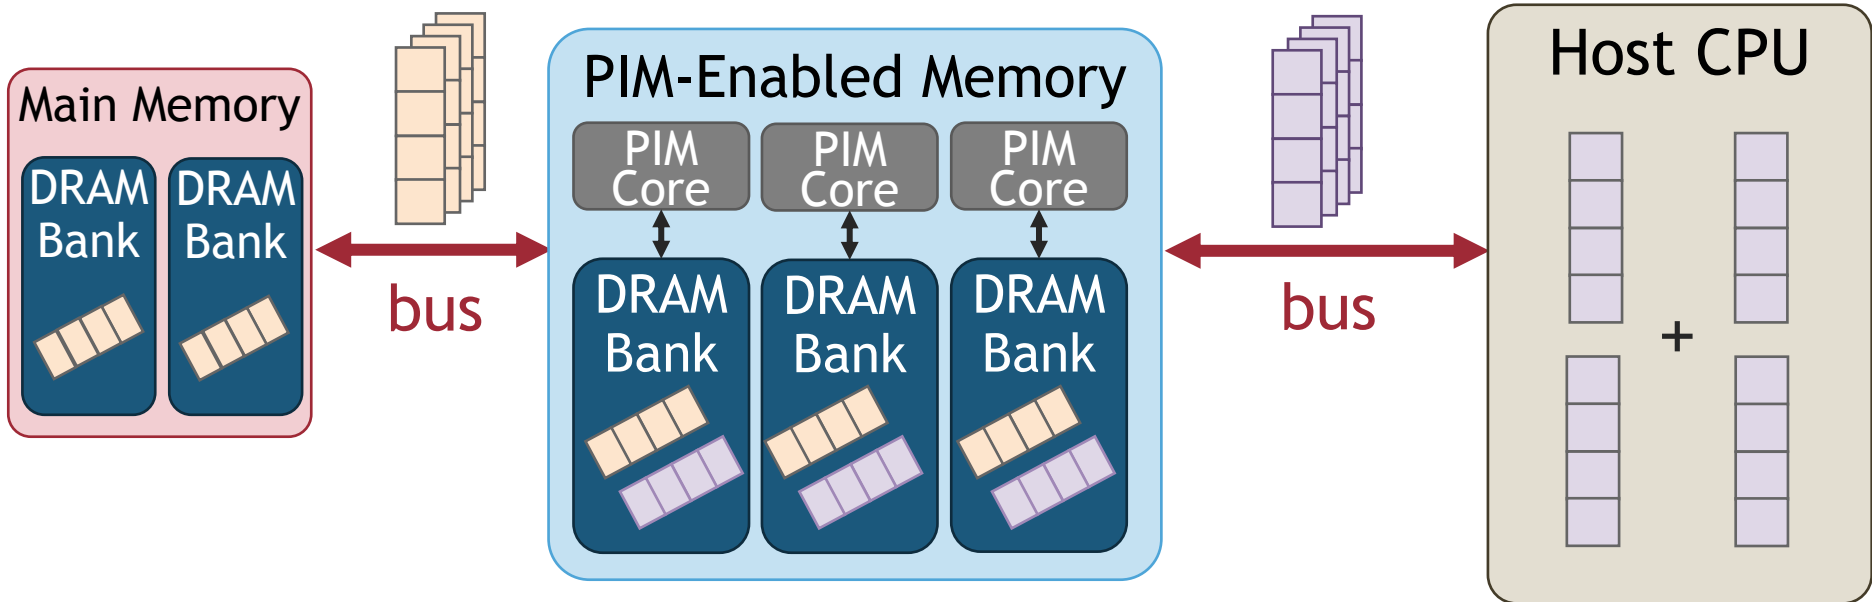 Main Memory
DRAM
Bank
DRAM
Bank
bus
PIM-Enabled Memory
PIM
Core
PIM
Core
PIM
Core
DRAM
Bank
DRAM
Bank
DRAM
Bank
bus
Host CPU
+